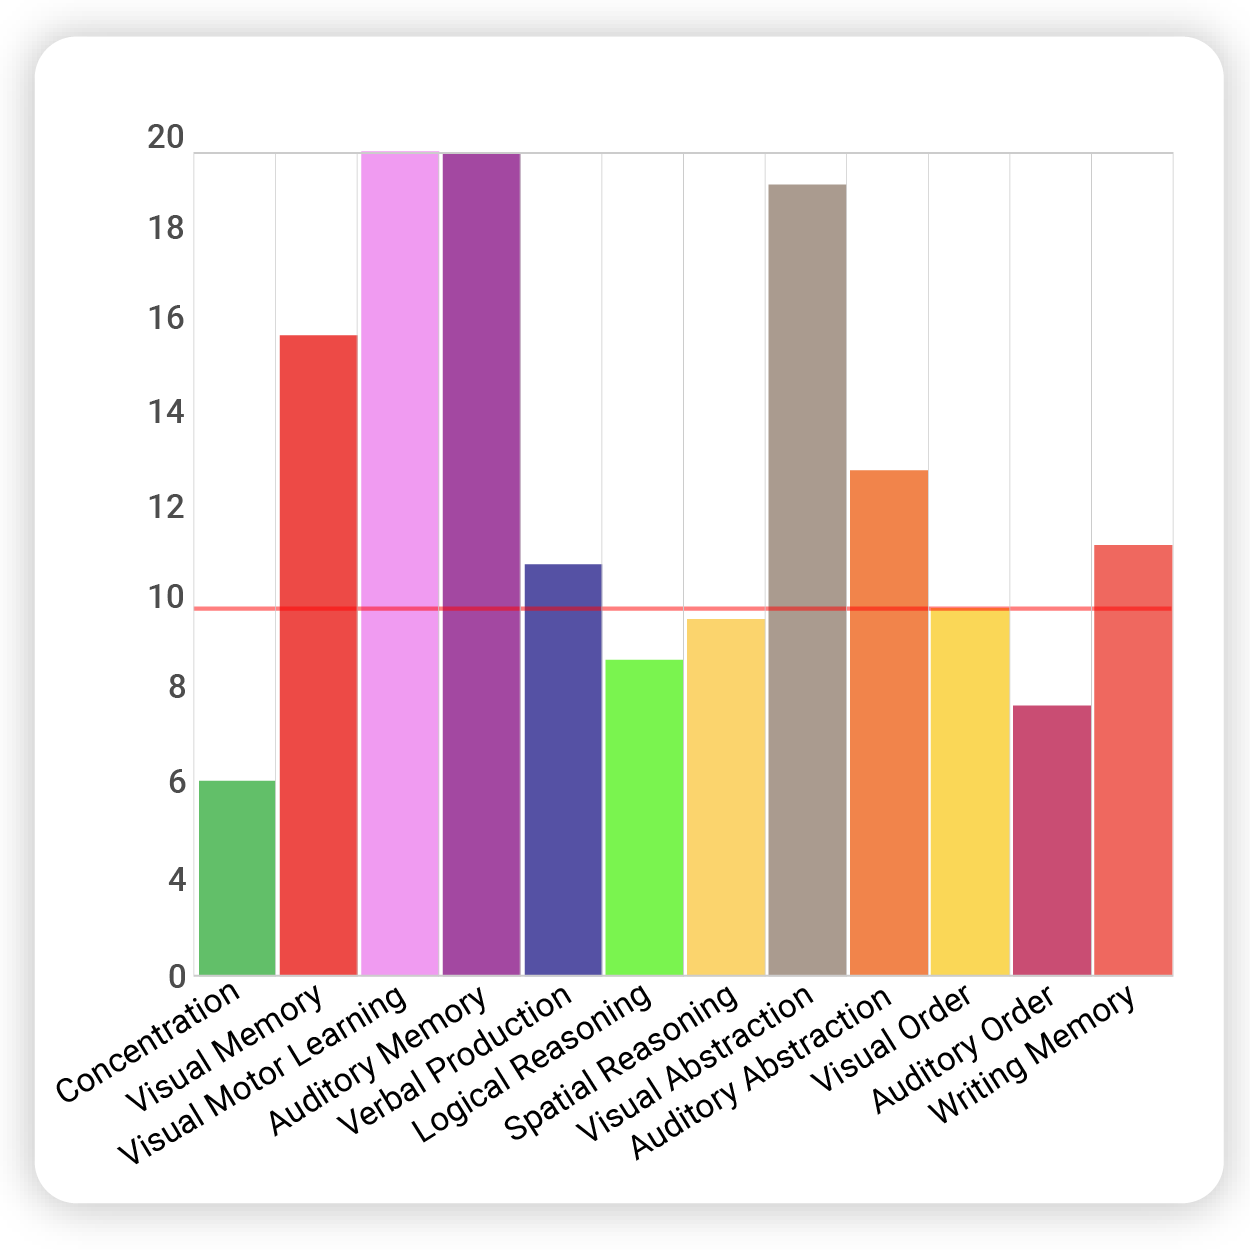 20
18
16
14
12
10
8
6
4
0
Concentration
Visual Memory
Visual Motor Learning
Auditory Memory
Verbal Production
Logical Reasoning
Spatial Reasoning
Visual Abstraction
Auditory Abstraction
Visual Order
Auditory Order
Writing Memory